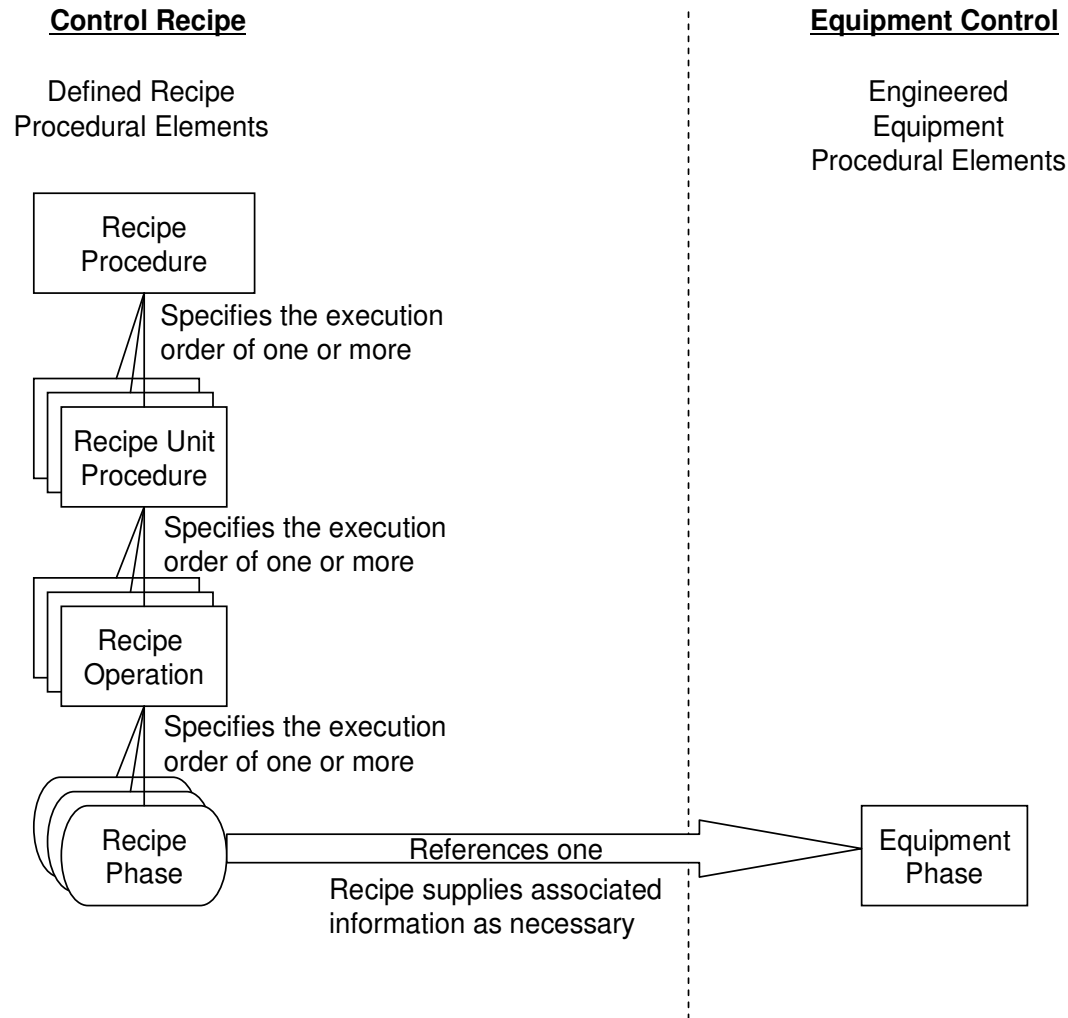 Control Recipe
Equipment Control
Defined Recipe
Procedural Elements
Engineered
Equipment
Procedural Elements
Recipe
Procedure
Specifies the execution
order of one or more
Recipe Unit
Procedure
Specifies the execution
order of one or more
Recipe
Operation
Specifies the execution
order of one or more
Recipe
Phase
References one
Recipe supplies associated
information as necessary
Equipment
Phase